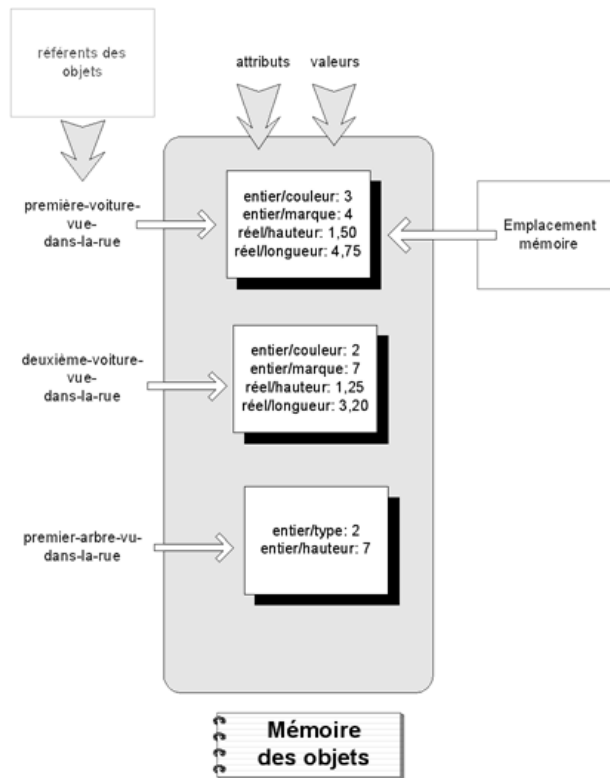 référents des
objets
attributs
valeurs
première-voiture-
vue-
dans-la-rue
entier/couleur: 3
entier/marque: 4
réel/hauteur: 1,50
réel/longueur: 4,75
Emplacement
mémoire
deuxième-voiture-
vue-
dans-la-rue
entier/couleur: 2
entier/marque: 7
réel/hauteur: 1,25
réel/longueur: 3,20
premier-arbre-vu-
dans-la-rue
entier/type: 2
entier/hauteur: 7
Mémoire
des objets